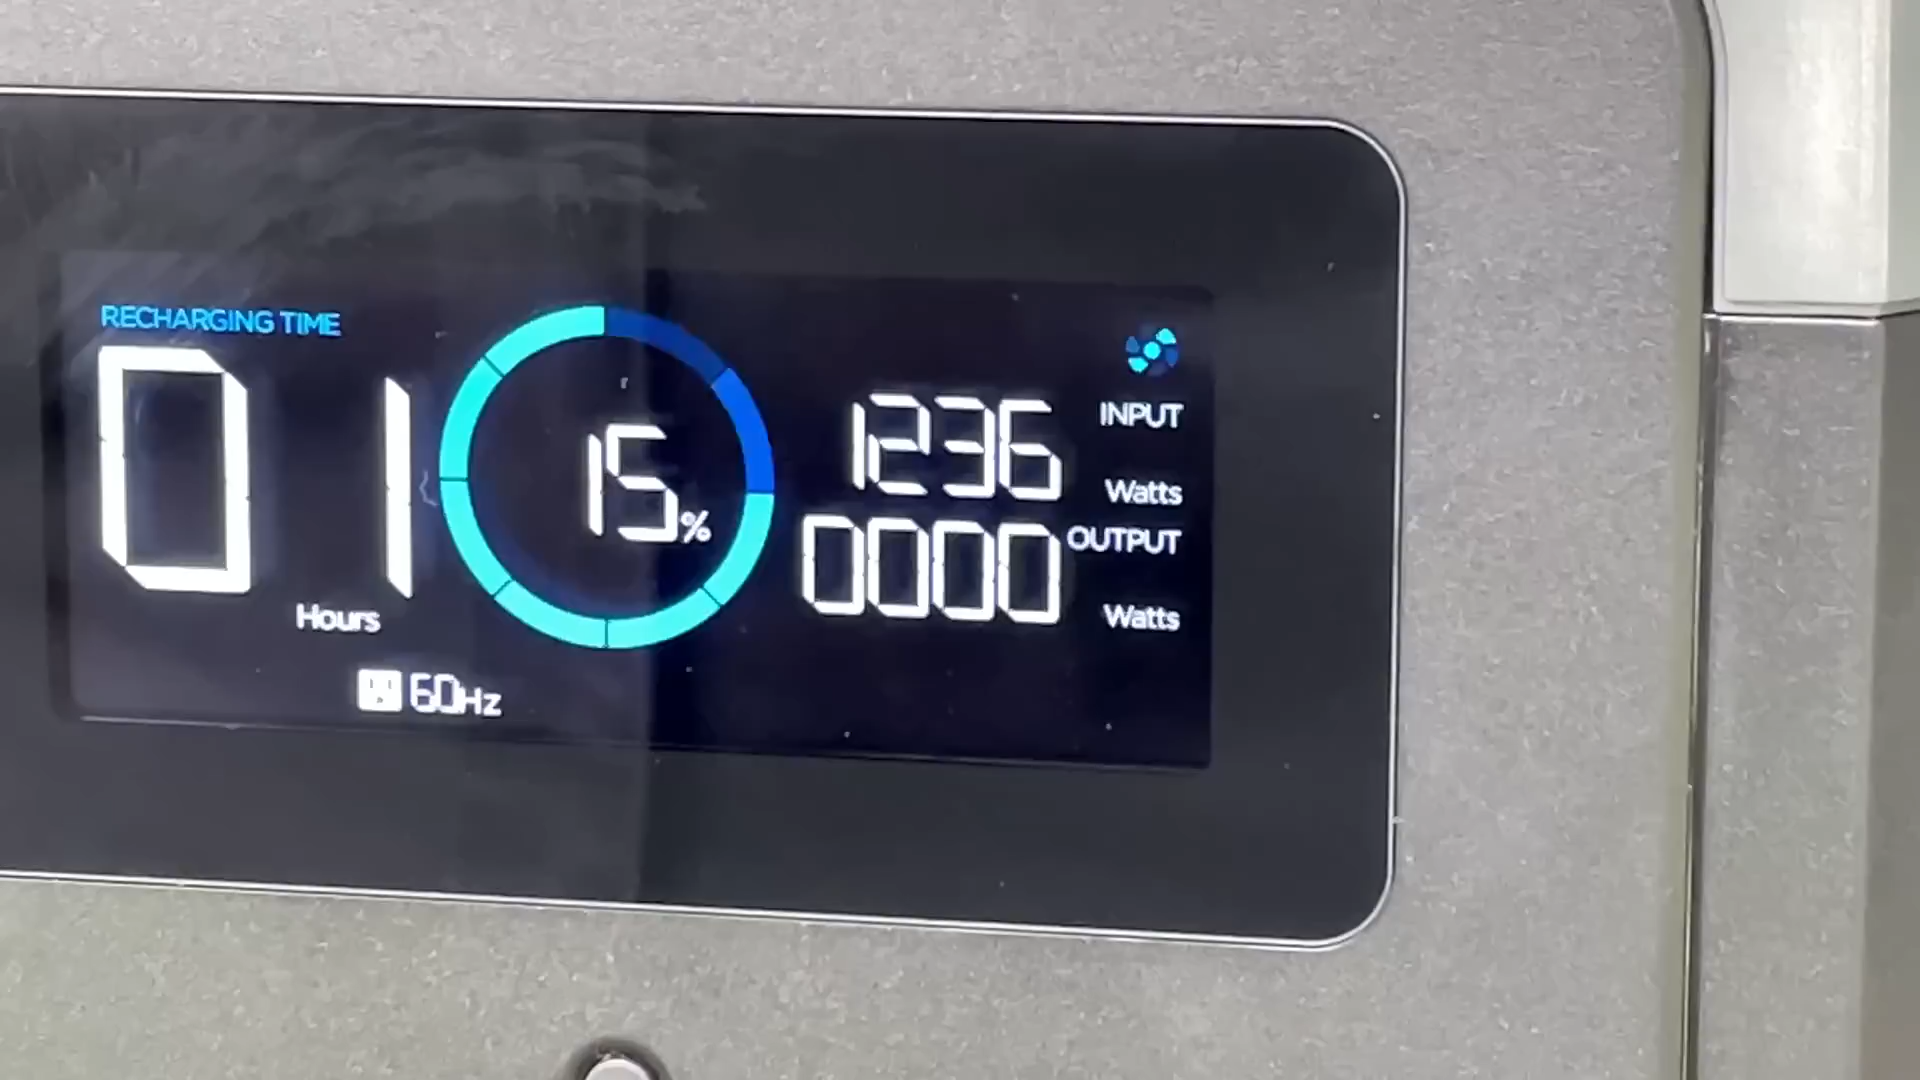 RECHARGING TIME
01
Hours
15%
1236
INPUT
Watts
0000
OUTPUT
Watts
60Hz